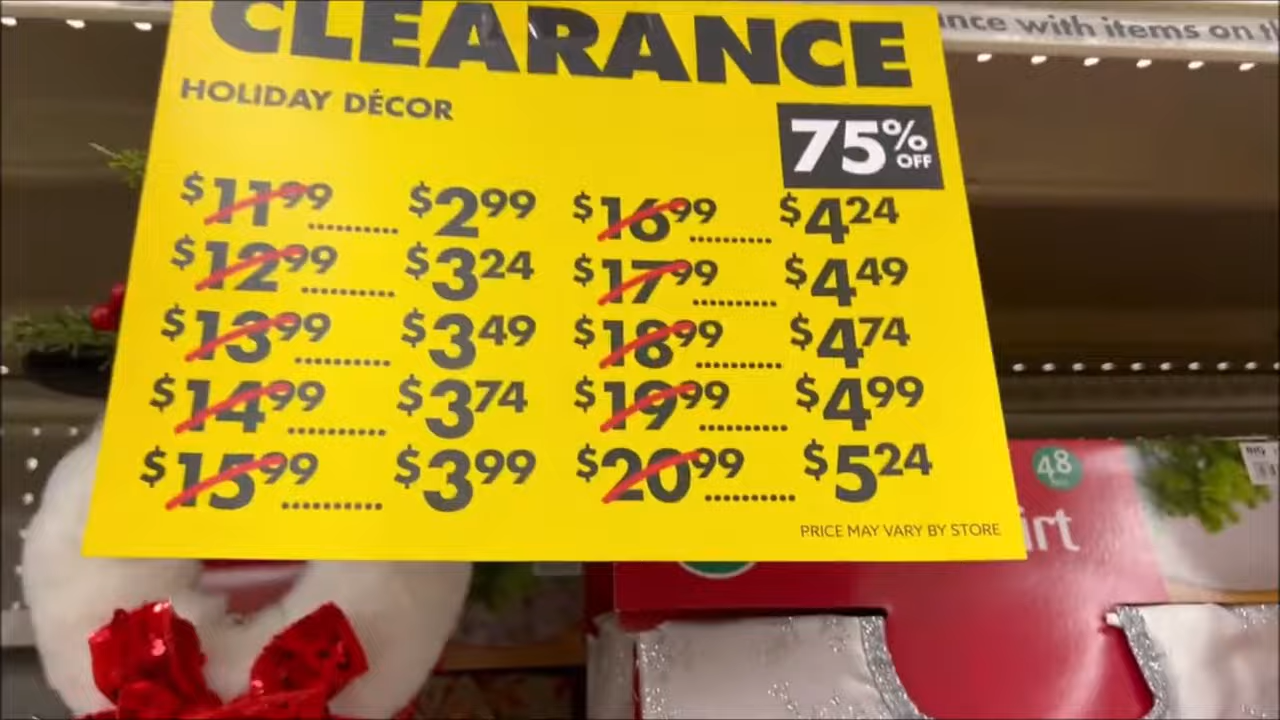 nce with items on t
CLEARANCE
HOLIDAY DÉCOR
75% OFF
$11.99 ........... $2.99
$12.99 ........... $3.24
$13.99 ........... $3.49
$14.99 ........... $3.74
$15.99 ........... $3.99
$16.99 ........... $4.24
$17.99 ........... $4.49
$18.99 ........... $4.74
$19.99 ........... $4.99
$20.99 ........... $5.24
PRICE MAY VARY BY STORE
48
irt